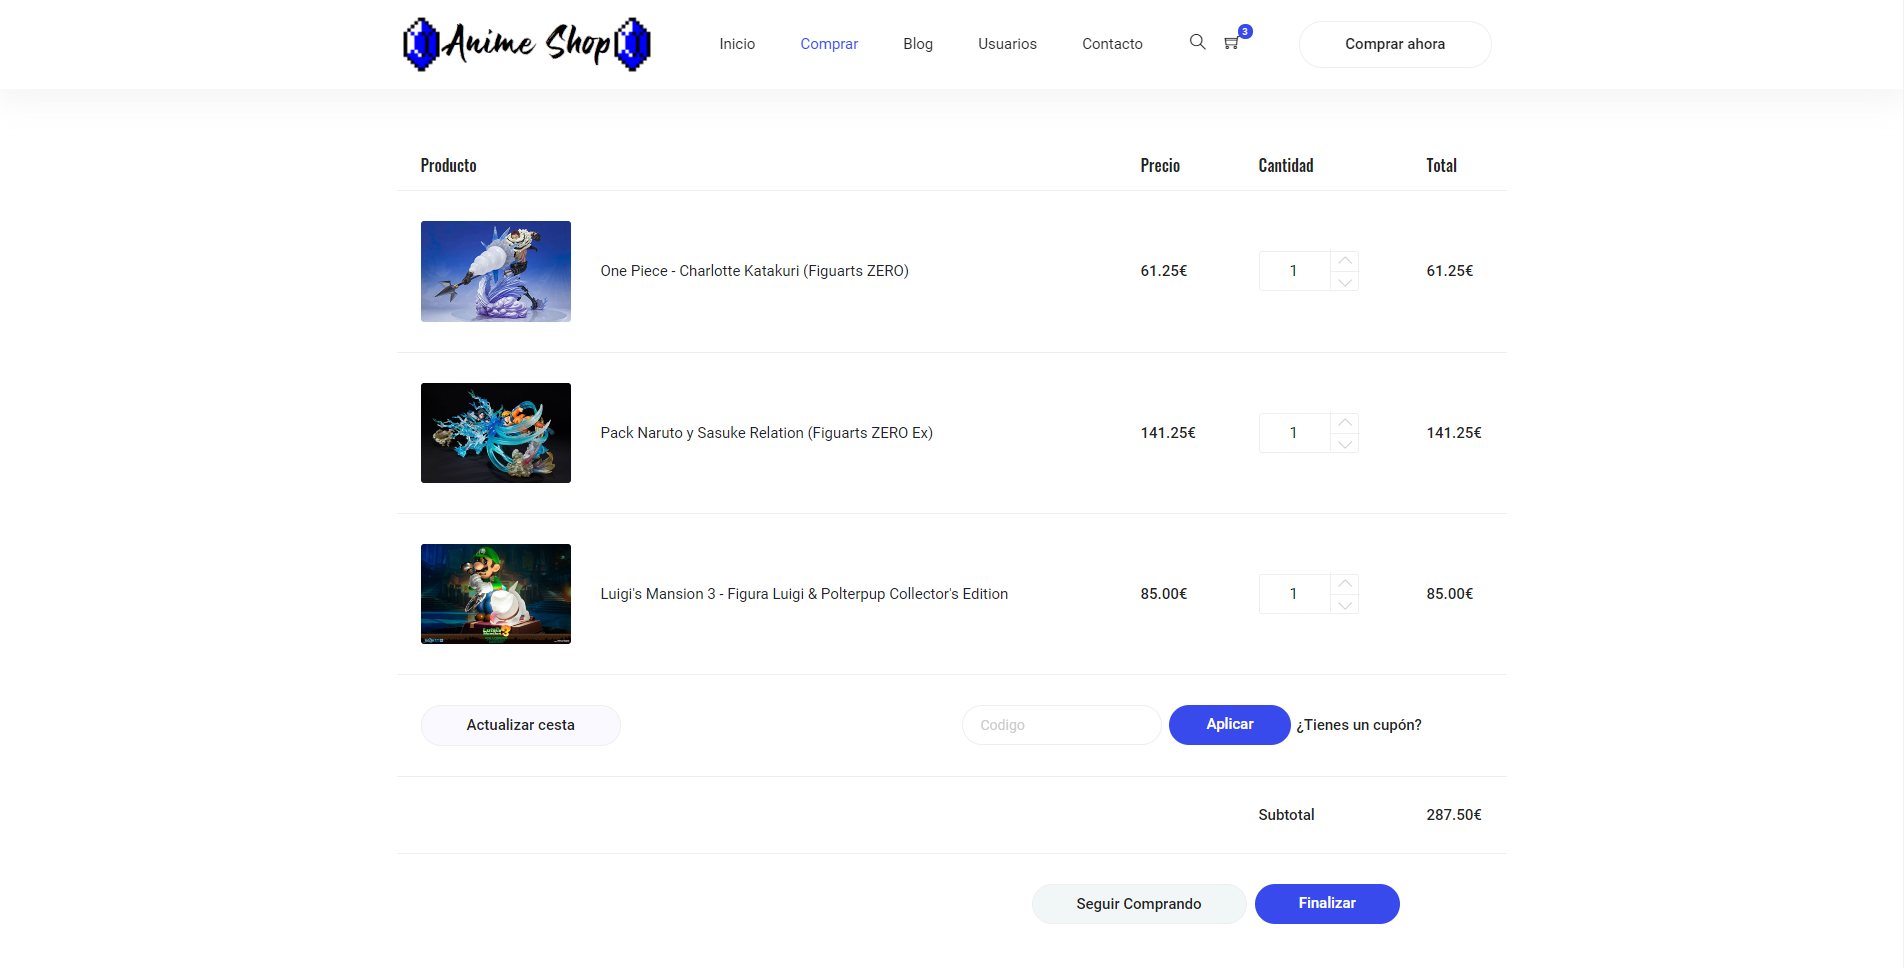 Anime Shop
Inicio
Comprar
Blog
Usuarios
Contacto
3
Comprar ahora
Producto
Precio
Cantidad
Total
One Piece - Charlotte Katakuri (Figuarts ZERO)
61.25€
1
61.25€
Pack Naruto y Sasuke Relation (Figuarts ZERO Ex)
141.25€
1
141.25€
Luigi's Mansion 3 - Figura Luigi & Polterpup Collector's Edition
85.00€
1
85.00€
Actualizar cesta
Codigo
Aplicar
¿Tienes un cupón?
Subtotal
287.50€
Seguir Comprando
Finalizar